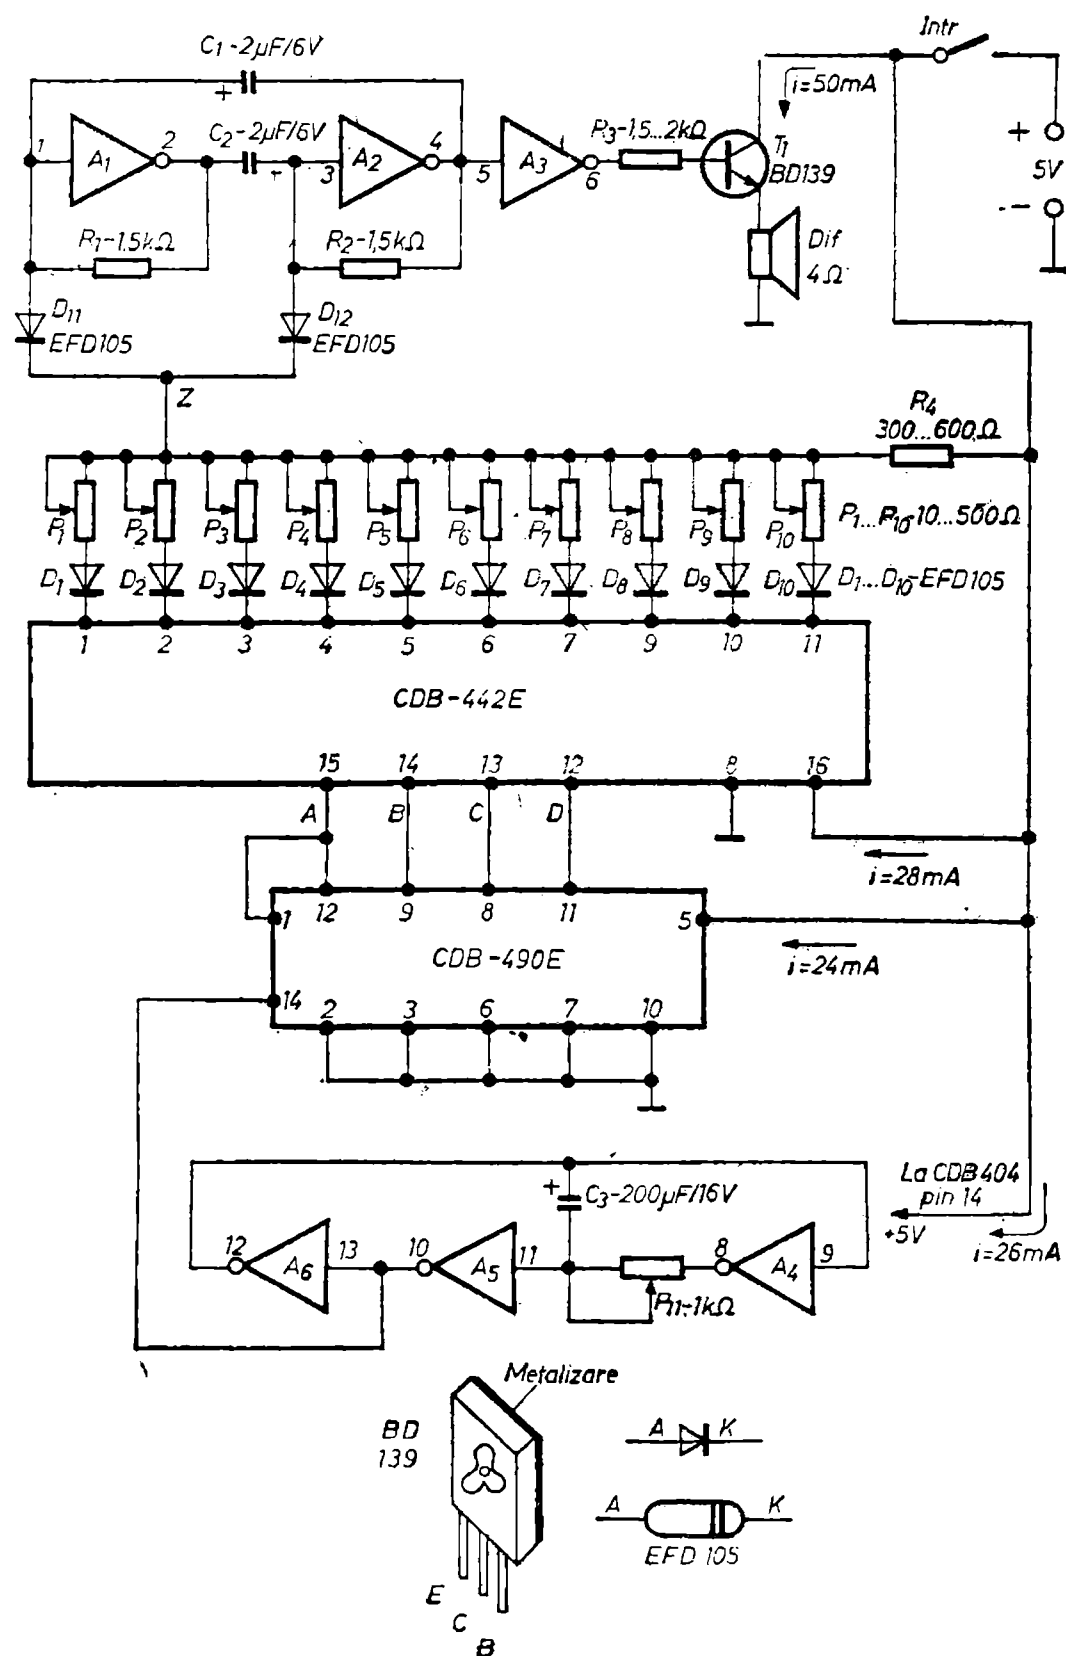 C1-2µF/6V
Intr
i=50mA
1
A1
2
C2-2µF/6V
3
A2
4
5
A3
6
R3-1,5...2kΩ
T1
BD139
+
5V
-
R1-1.5kΩ
R2-1,5kΩ
Dif
4Ω
D11
EFD105
D12
EFD105
Z
R4
300...600Ω
P1 P2 P3 P4 P5 P6 P7 P8 P9 P10
P1...P10-10...500Ω
D1 D2 D3 D4 D5 D6 D7 D8 D9 D10
D1...D10-EFD105
1 2 3 4 5 6 7 9 10 11
CDB-442E
15 14 13 12 8 16
A B C D
i=28mA
12 9 8 11
1
5
CDB-490E
i=24mA
14
2 3 6 7 10
La CDB404
pin 14
+5V
i=26mA
+
C3-200µF/16V
12
A6
13
10
A5
11
8
A4
9
P11-1kΩ
Metalizare
BD
139
A K
A K
EFD 105
E
C
B